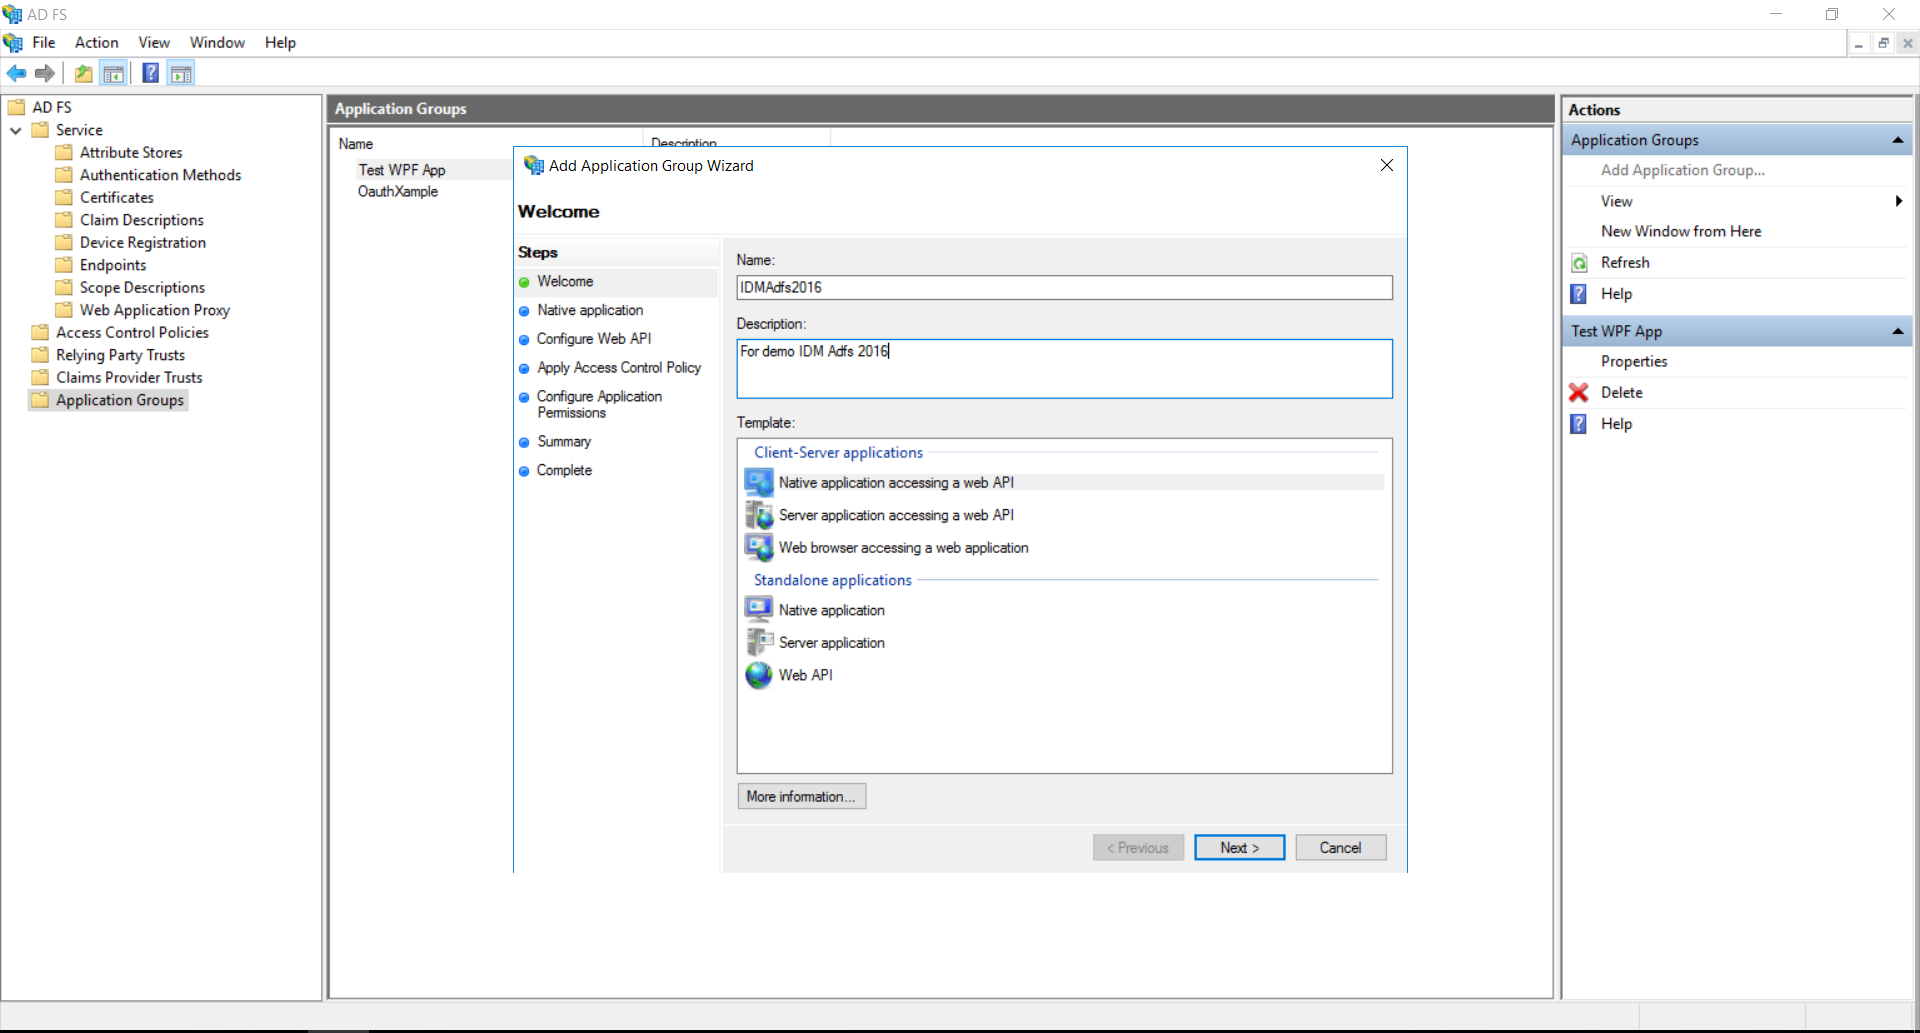 AD FS
File Action View Window Help
AD FS
Service
Attribute Stores
Authentication Methods
Certificates
Claim Descriptions
Device Registration
Endpoints
Scope Descriptions
Web Application Proxy
Access Control Policies
Relying Party Trusts
Claims Provider Trusts
Application Groups
Application Groups
Name Description
Test WPF App
OauthXample
Add Application Group Wizard
Welcome
Steps
Welcome
Native application
Configure Web API
Apply Access Control Policy
Configure Application
Permissions
Summary
Complete
Name:
IDMAdfs2016
Description:
For demo IDM Adfs 2016
Template:
Client-Server applications
Native application accessing a web API
Server application accessing a web API
Web browser accessing a web application
Standalone applications
Native application
Server application
Web API
More information...
< Previous Next > Cancel
Actions
Application Groups
Add Application Group...
View
New Window from Here
Refresh
Help
Test WPF App
Properties
Delete
Help